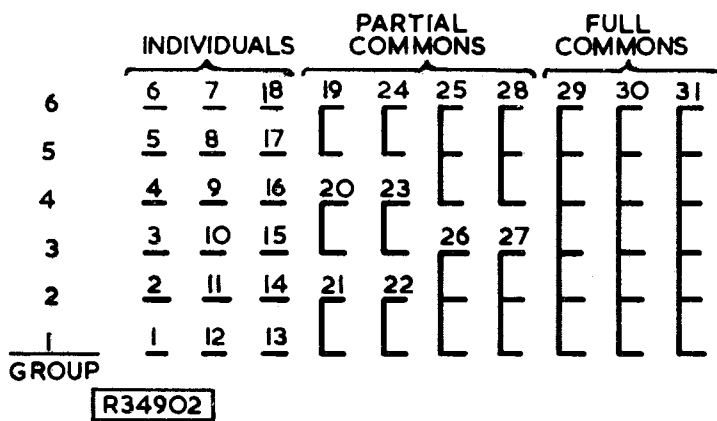 PARTIAL FULL
INDIVIDUALS COMMONS COMMONS
6 6 7 18 19 24 25 28 29 30 31
5 5 8 17
4 4 9 16 20 23
3 3 10 15 26 27
2 2 11 14 21 22
1 1 12 13
GROUP
R34902